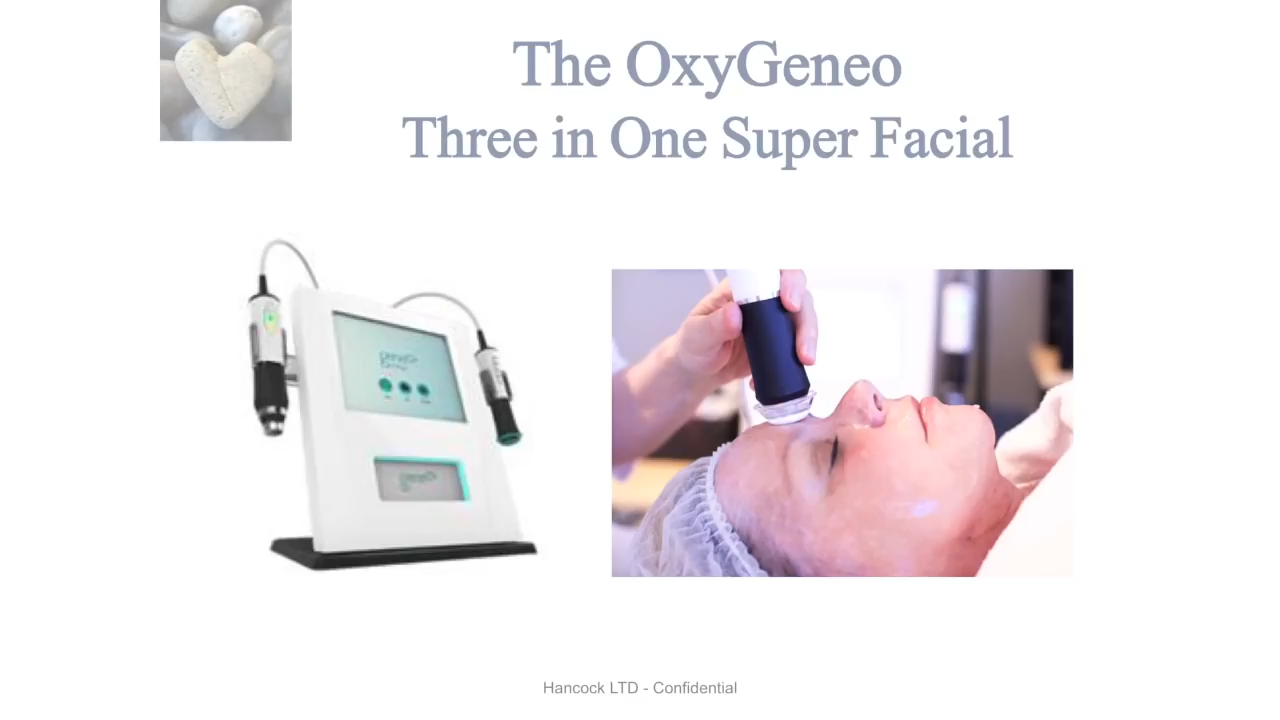 The OxyGeneo
Three in One Super Facial
Hancock LTD - Confidential